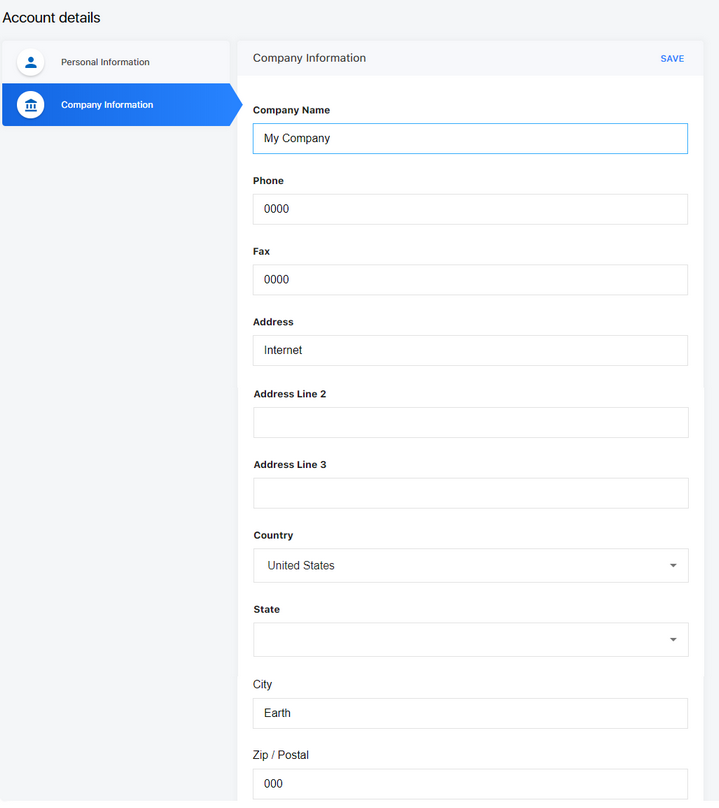 Account details
Personal Information
Company Information
Company Information
SAVE
Company Name
My Company
Phone
0000
Fax
0000
Address
Internet
Address Line 2
Address Line 3
Country
United States
State
City
Earth
Zip / Postal
000